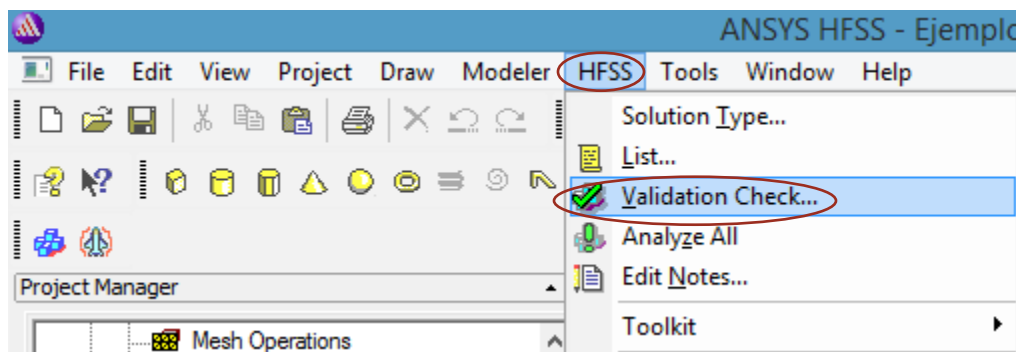 ANSYS HFSS - Ejemplo
File Edit View Project Draw Modeler HFSS Tools Window Help
Solution Type...
List...
Validation Check...
Analyze All
Edit Notes...
Project Manager
Toolkit
Mesh Operations